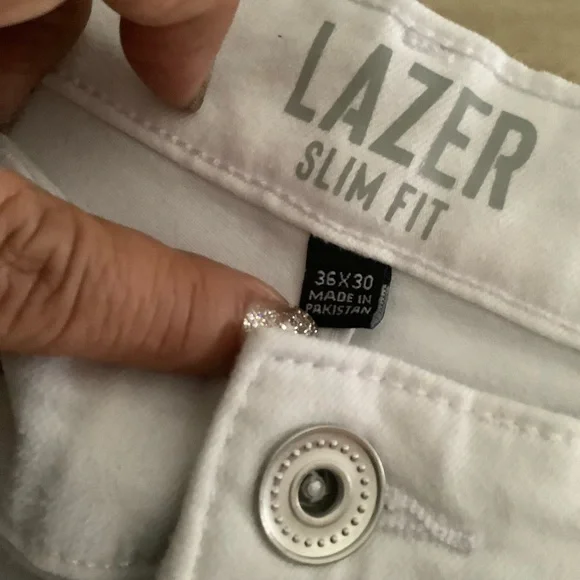 LAZER
SLIM FIT
36X30
MADE IN
PAKISTAN